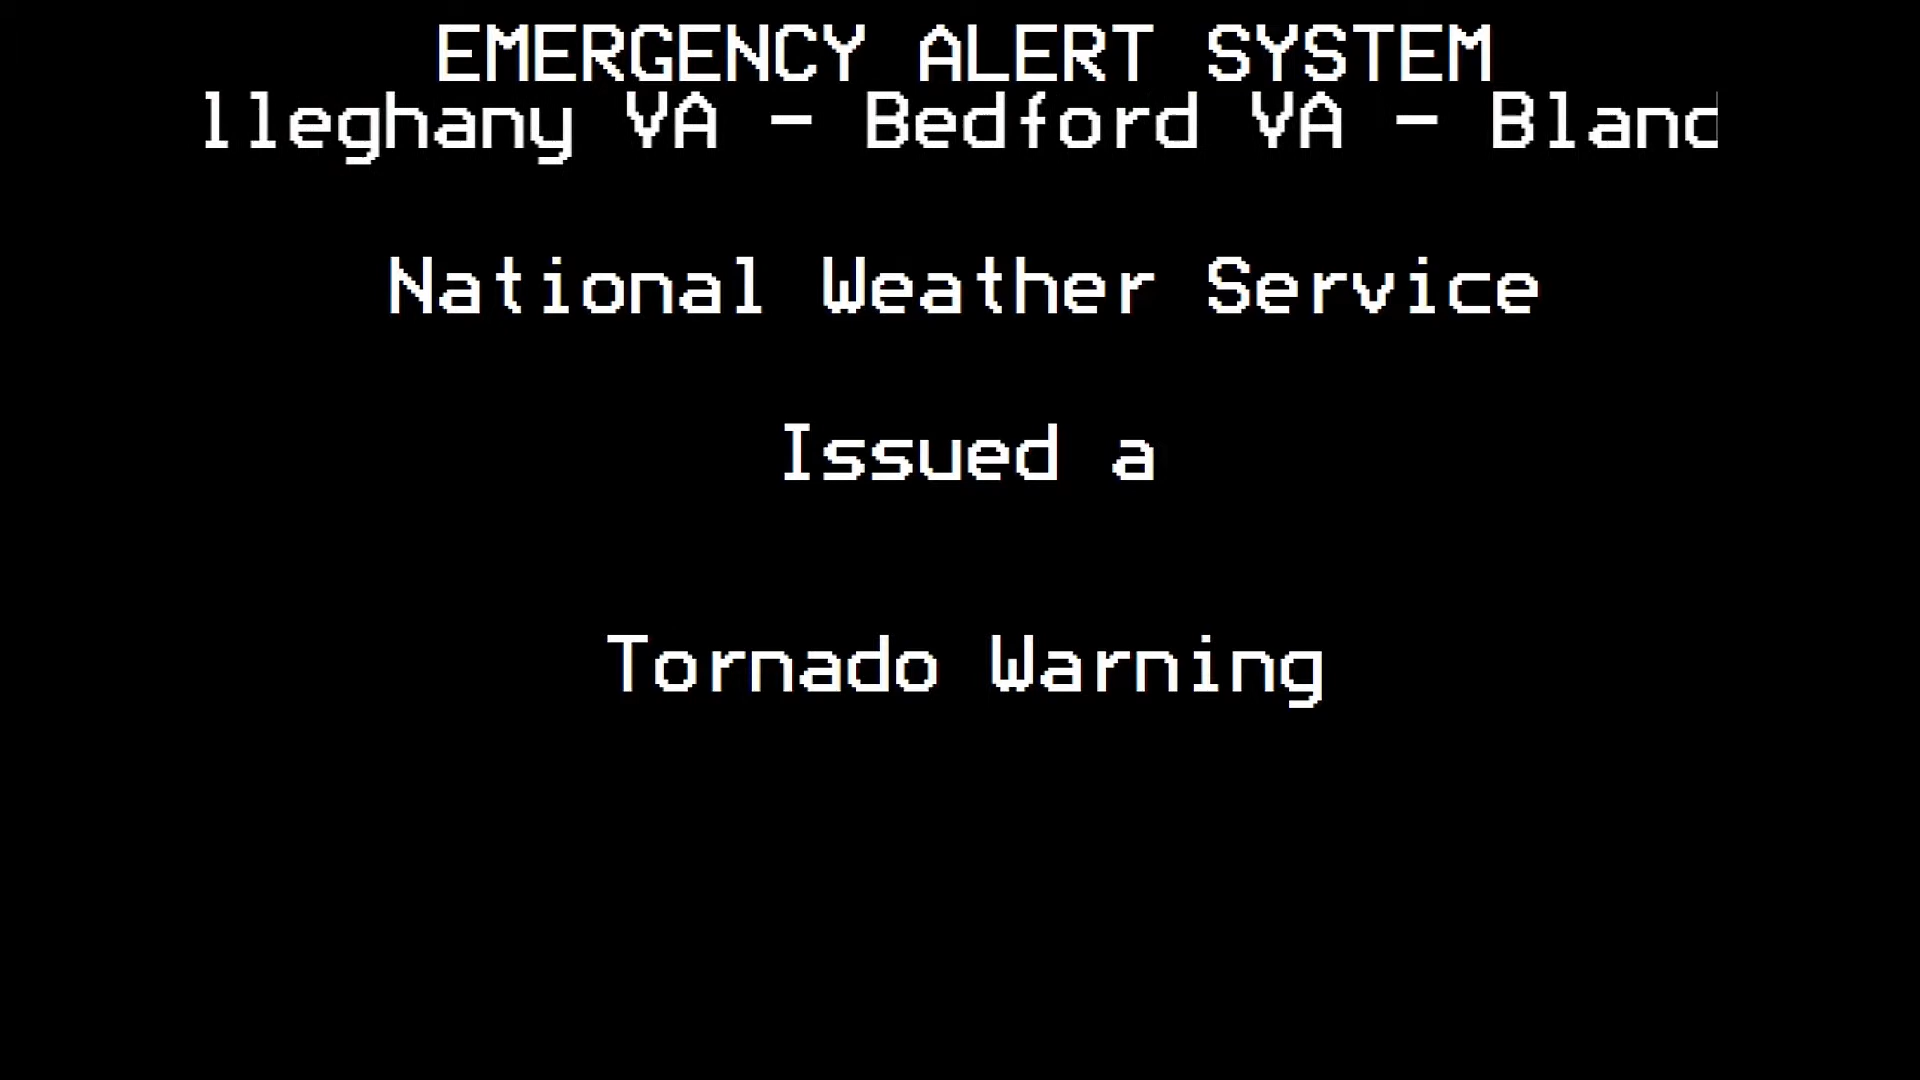 EMERGENCY ALERT SYSTEM
lleghany VA - Bedford VA - Bland
National Weather Service
Issued a
Tornado Warning